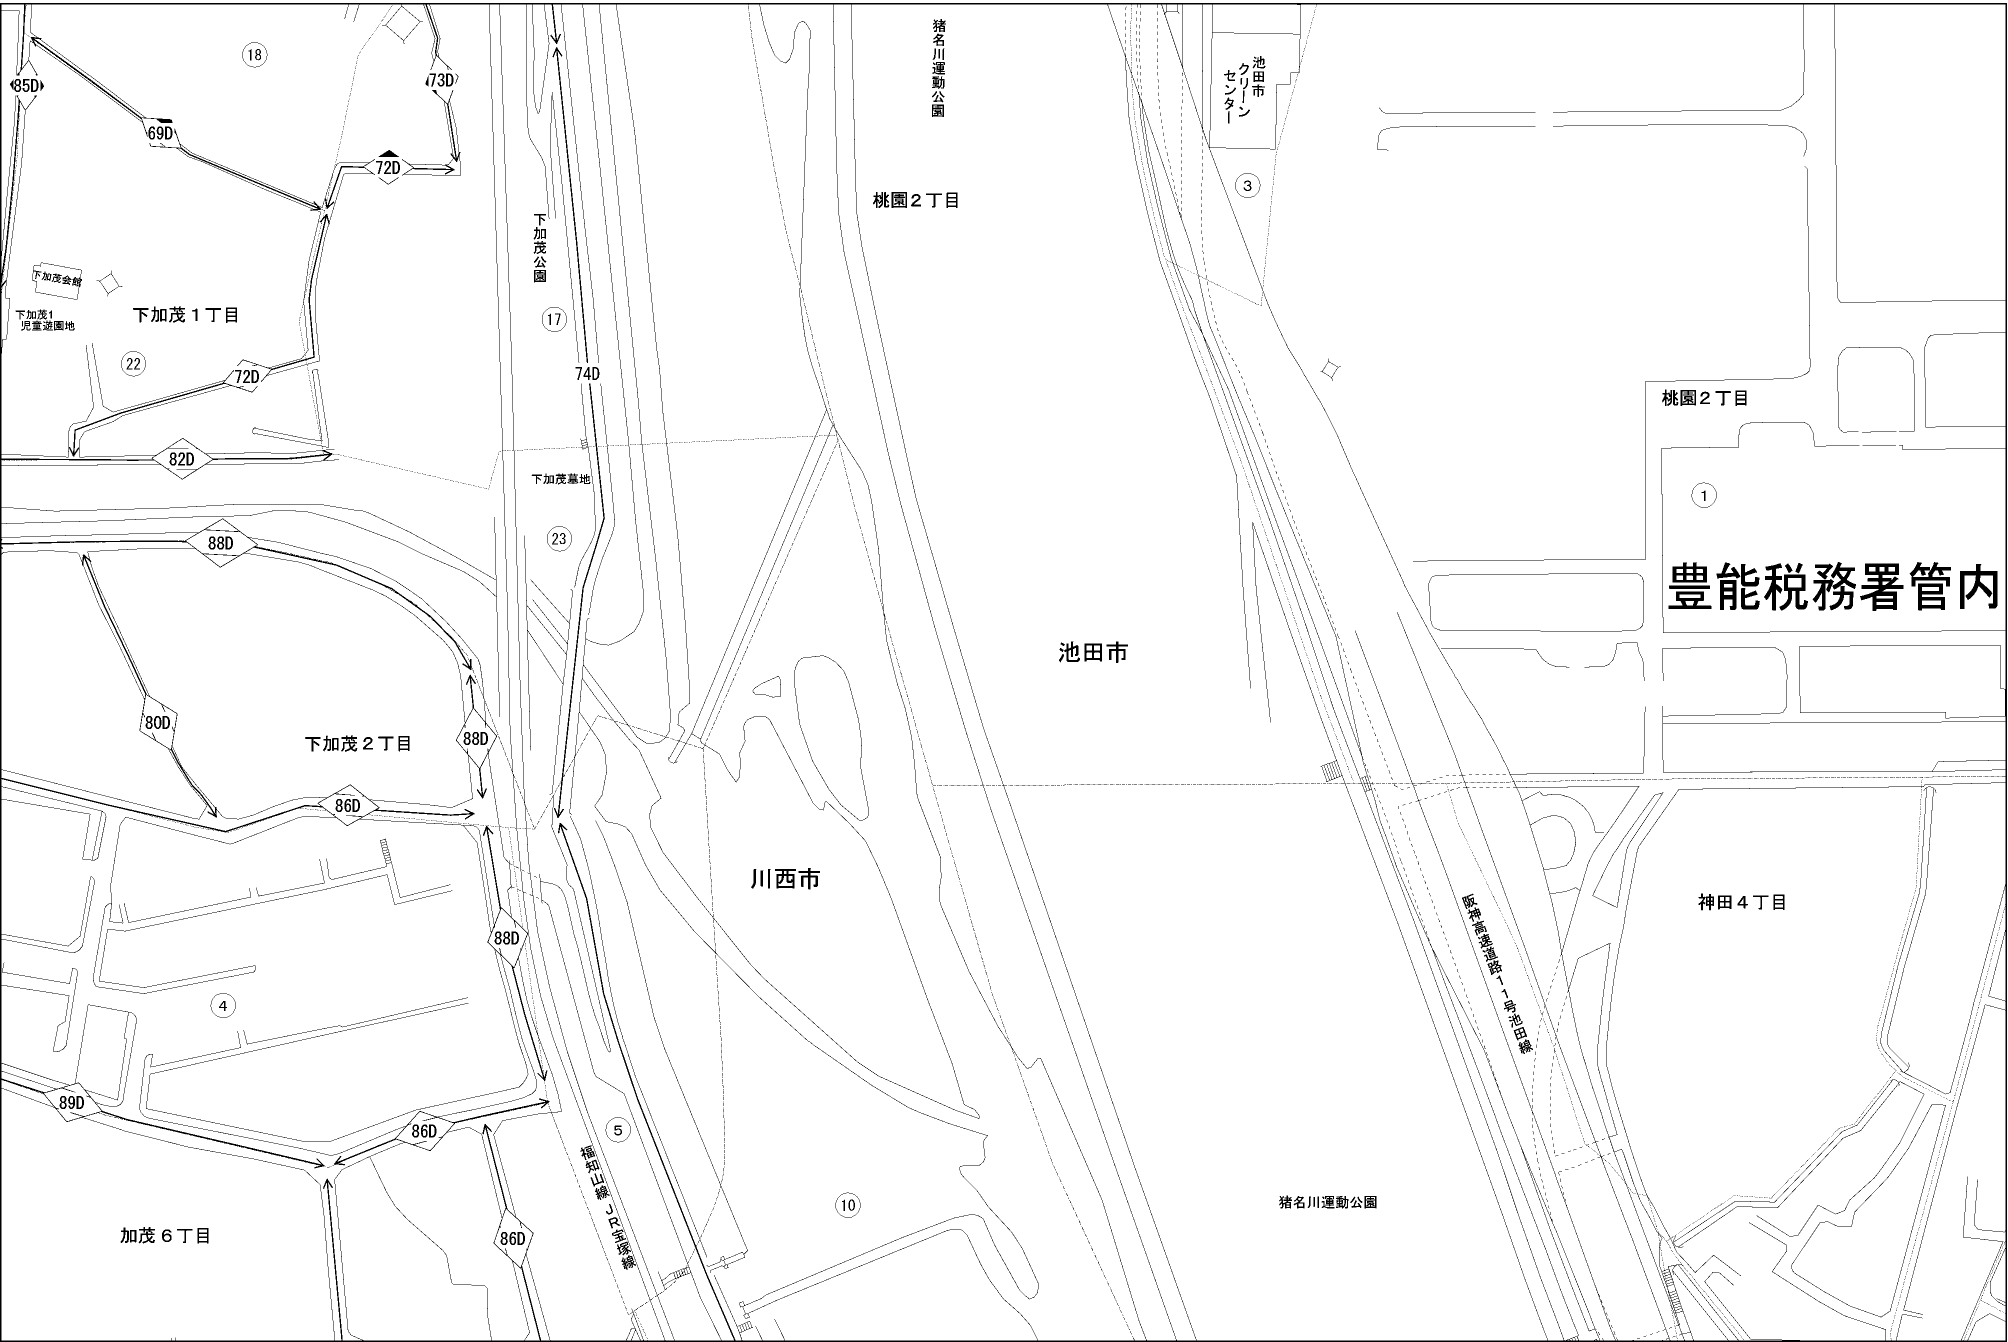 18
85D
73D
69D
72D
猪名川運動公園
池田市
クリーン
センター
3
桃園2丁目
下加茂公園
下加茂会館
下加茂1
児童遊園地
下加茂1丁目
17
22
72D
74D
桃園2丁目
82D
下加茂墓地
1
23
88D
豊能税務署管内
池田市
80D
88D
下加茂2丁目
86D
川西市
神田4丁目
阪神高速道路11号池田線
88D
4
89D
86D
5
福知山線 JR宝塚線
10
猪名川運動公園
加茂6丁目
86D